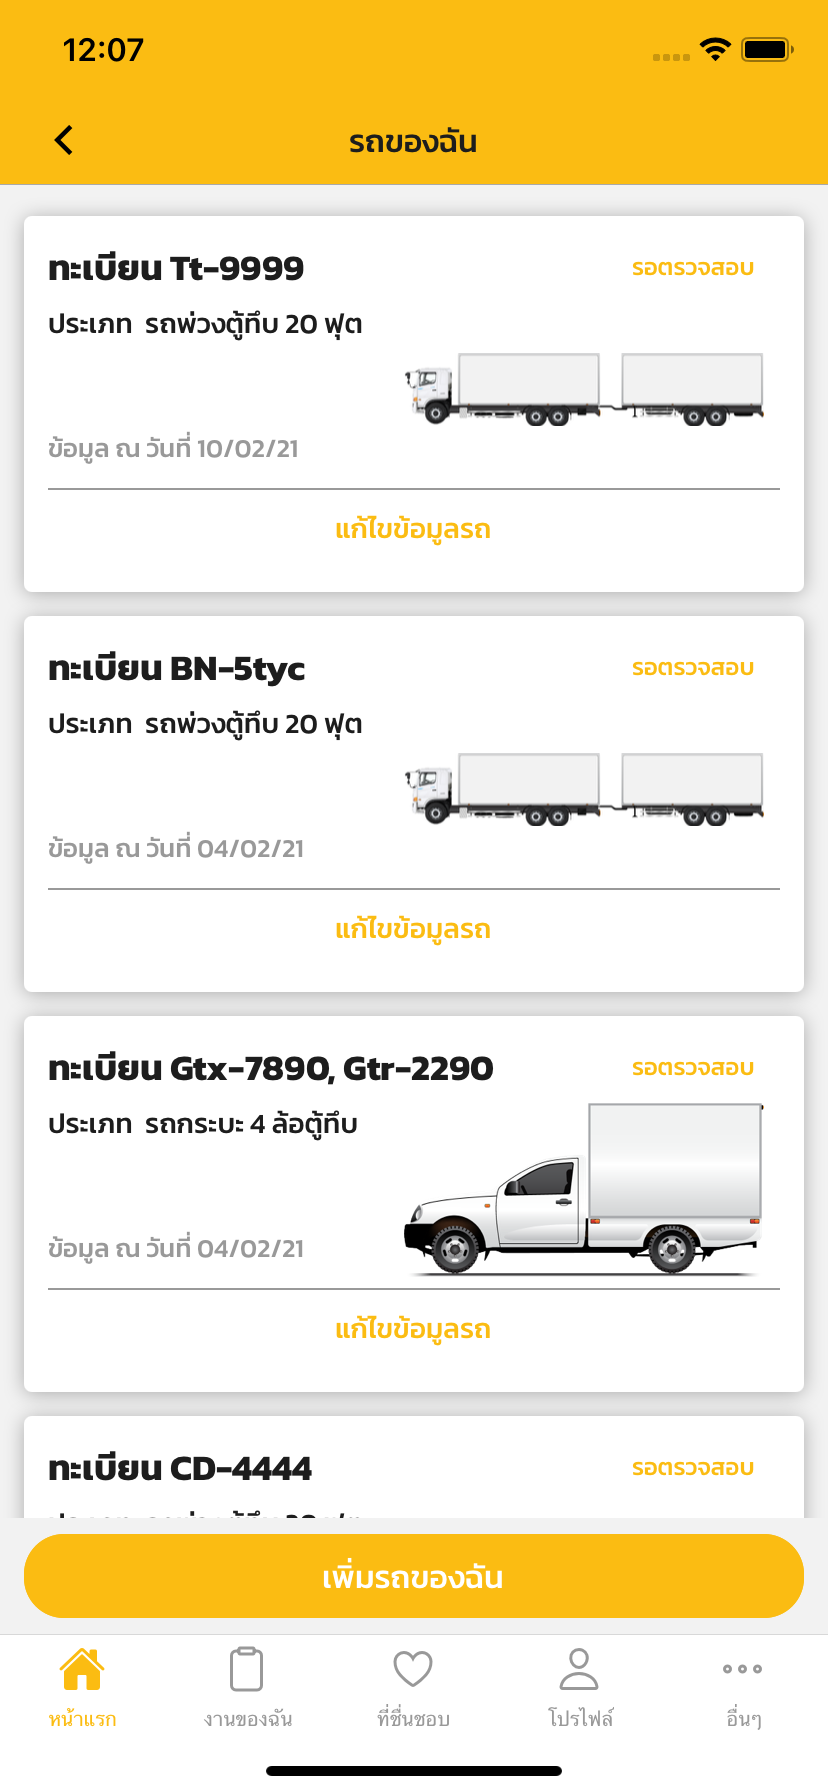 12:07
รถของฉัน
ทะเบียน Tt-9999
รอตรวจสอบ
ประเภท รถพ่วงตู้ทึบ 20 ฟุต
ข้อมูล ณ วันที่ 10/02/21
แก้ไขข้อมูลรถ
ทะเบียน BN-5tyc
รอตรวจสอบ
ประเภท รถพ่วงตู้ทึบ 20 ฟุต
ข้อมูล ณ วันที่ 04/02/21
แก้ไขข้อมูลรถ
ทะเบียน Gtx-7890, Gtr-2290
รอตรวจสอบ
ประเภท รถกระบะ 4 ล้อตู้ทึบ
ข้อมูล ณ วันที่ 04/02/21
แก้ไขข้อมูลรถ
ทะเบียน CD-4444
รอตรวจสอบ
เพิ่มรถของฉัน
หน้าแรก
งานของฉัน
ที่ชื่นชอบ
โปรไฟล์
อื่นๆ